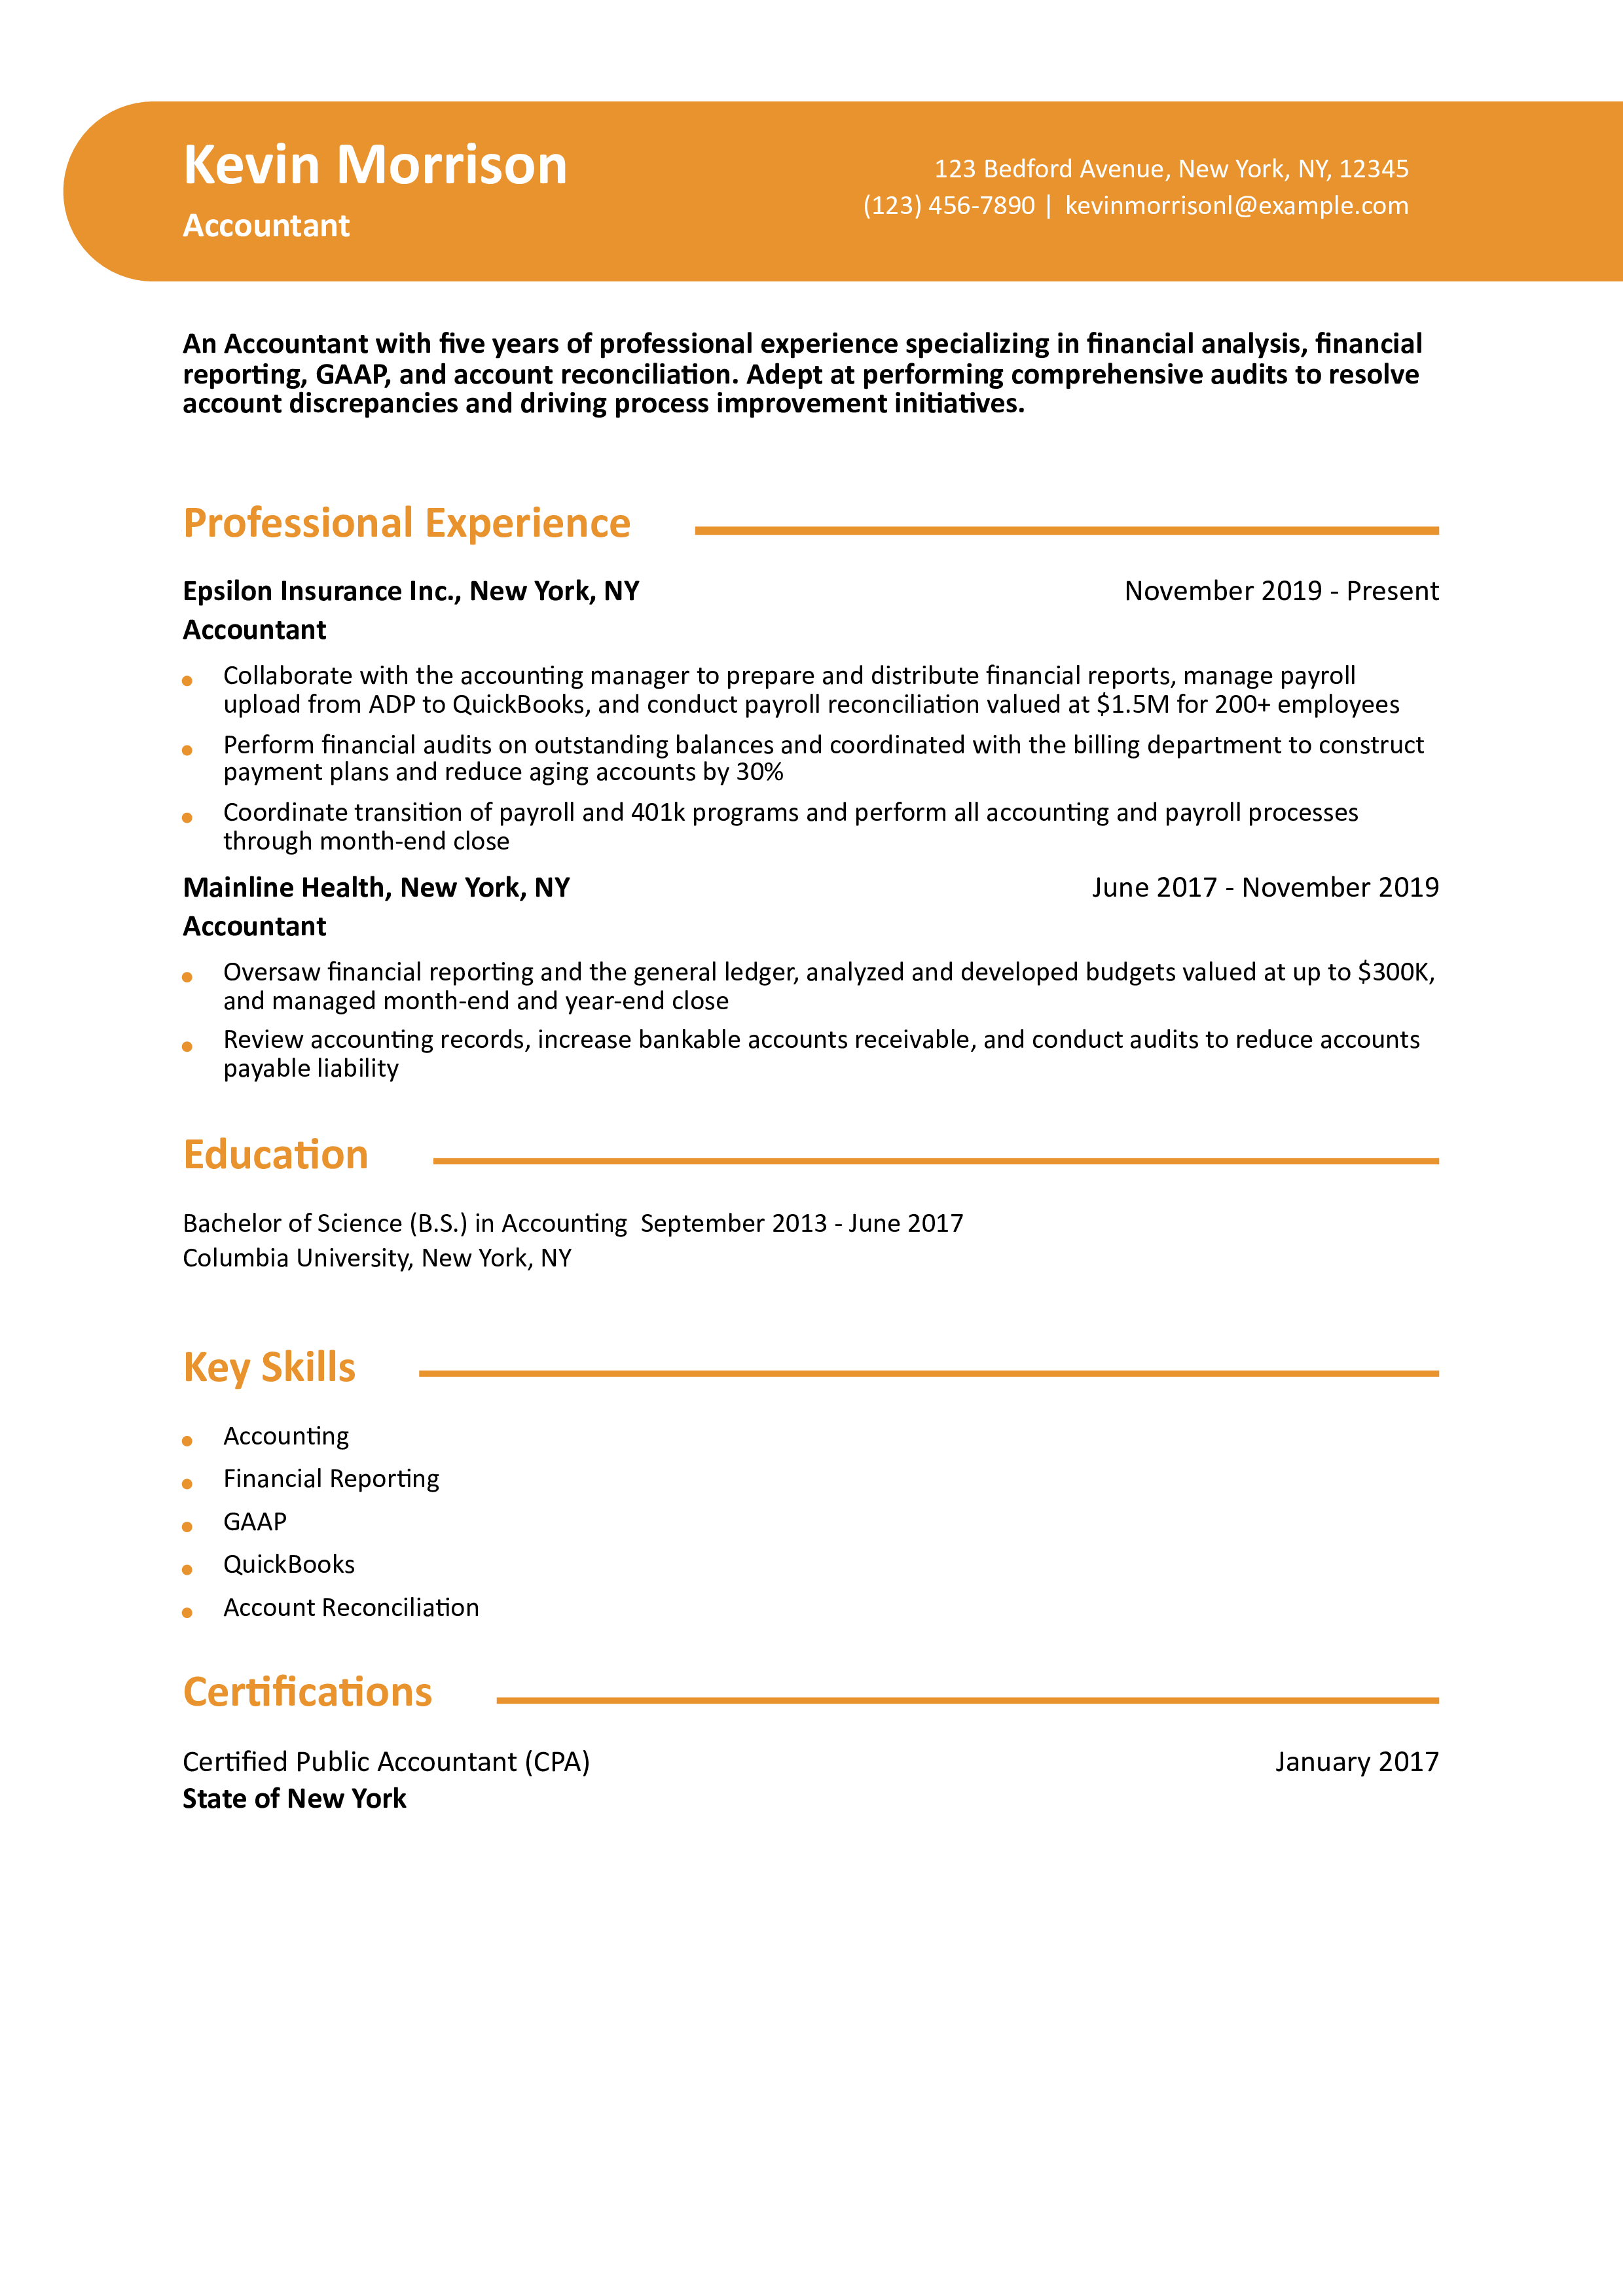 Kevin Morrison
Accountant
123 Bedford Avenue, New York, NY, 12345
(123) 456-7890 | kevinmorrisonl@example.com
An Accountant with five years of professional experience specializing in financial analysis, financial
reporting, GAAP, and account reconciliation. Adept at performing comprehensive audits to resolve
account discrepancies and driving process improvement initiatives.
Professional Experience
Epsilon Insurance Inc., New York, NY November 2019 - Present
Accountant
• Collaborate with the accounting manager to prepare and distribute financial reports, manage payroll
upload from ADP to QuickBooks, and conduct payroll reconciliation valued at $1.5M for 200+ employees
• Perform financial audits on outstanding balances and coordinated with the billing department to construct
payment plans and reduce aging accounts by 30%
• Coordinate transition of payroll and 401k programs and perform all accounting and payroll processes
through month-end close
Mainline Health, New York, NY June 2017 - November 2019
Accountant
• Oversaw financial reporting and the general ledger, analyzed and developed budgets valued at up to $300K,
and managed month-end and year-end close
• Review accounting records, increase bankable accounts receivable, and conduct audits to reduce accounts
payable liability
Education
Bachelor of Science (B.S.) in Accounting September 2013 - June 2017
Columbia University, New York, NY
Key Skills
• Accounting
• Financial Reporting
• GAAP
• QuickBooks
• Account Reconciliation
Certifications
Certified Public Accountant (CPA) January 2017
State of New York